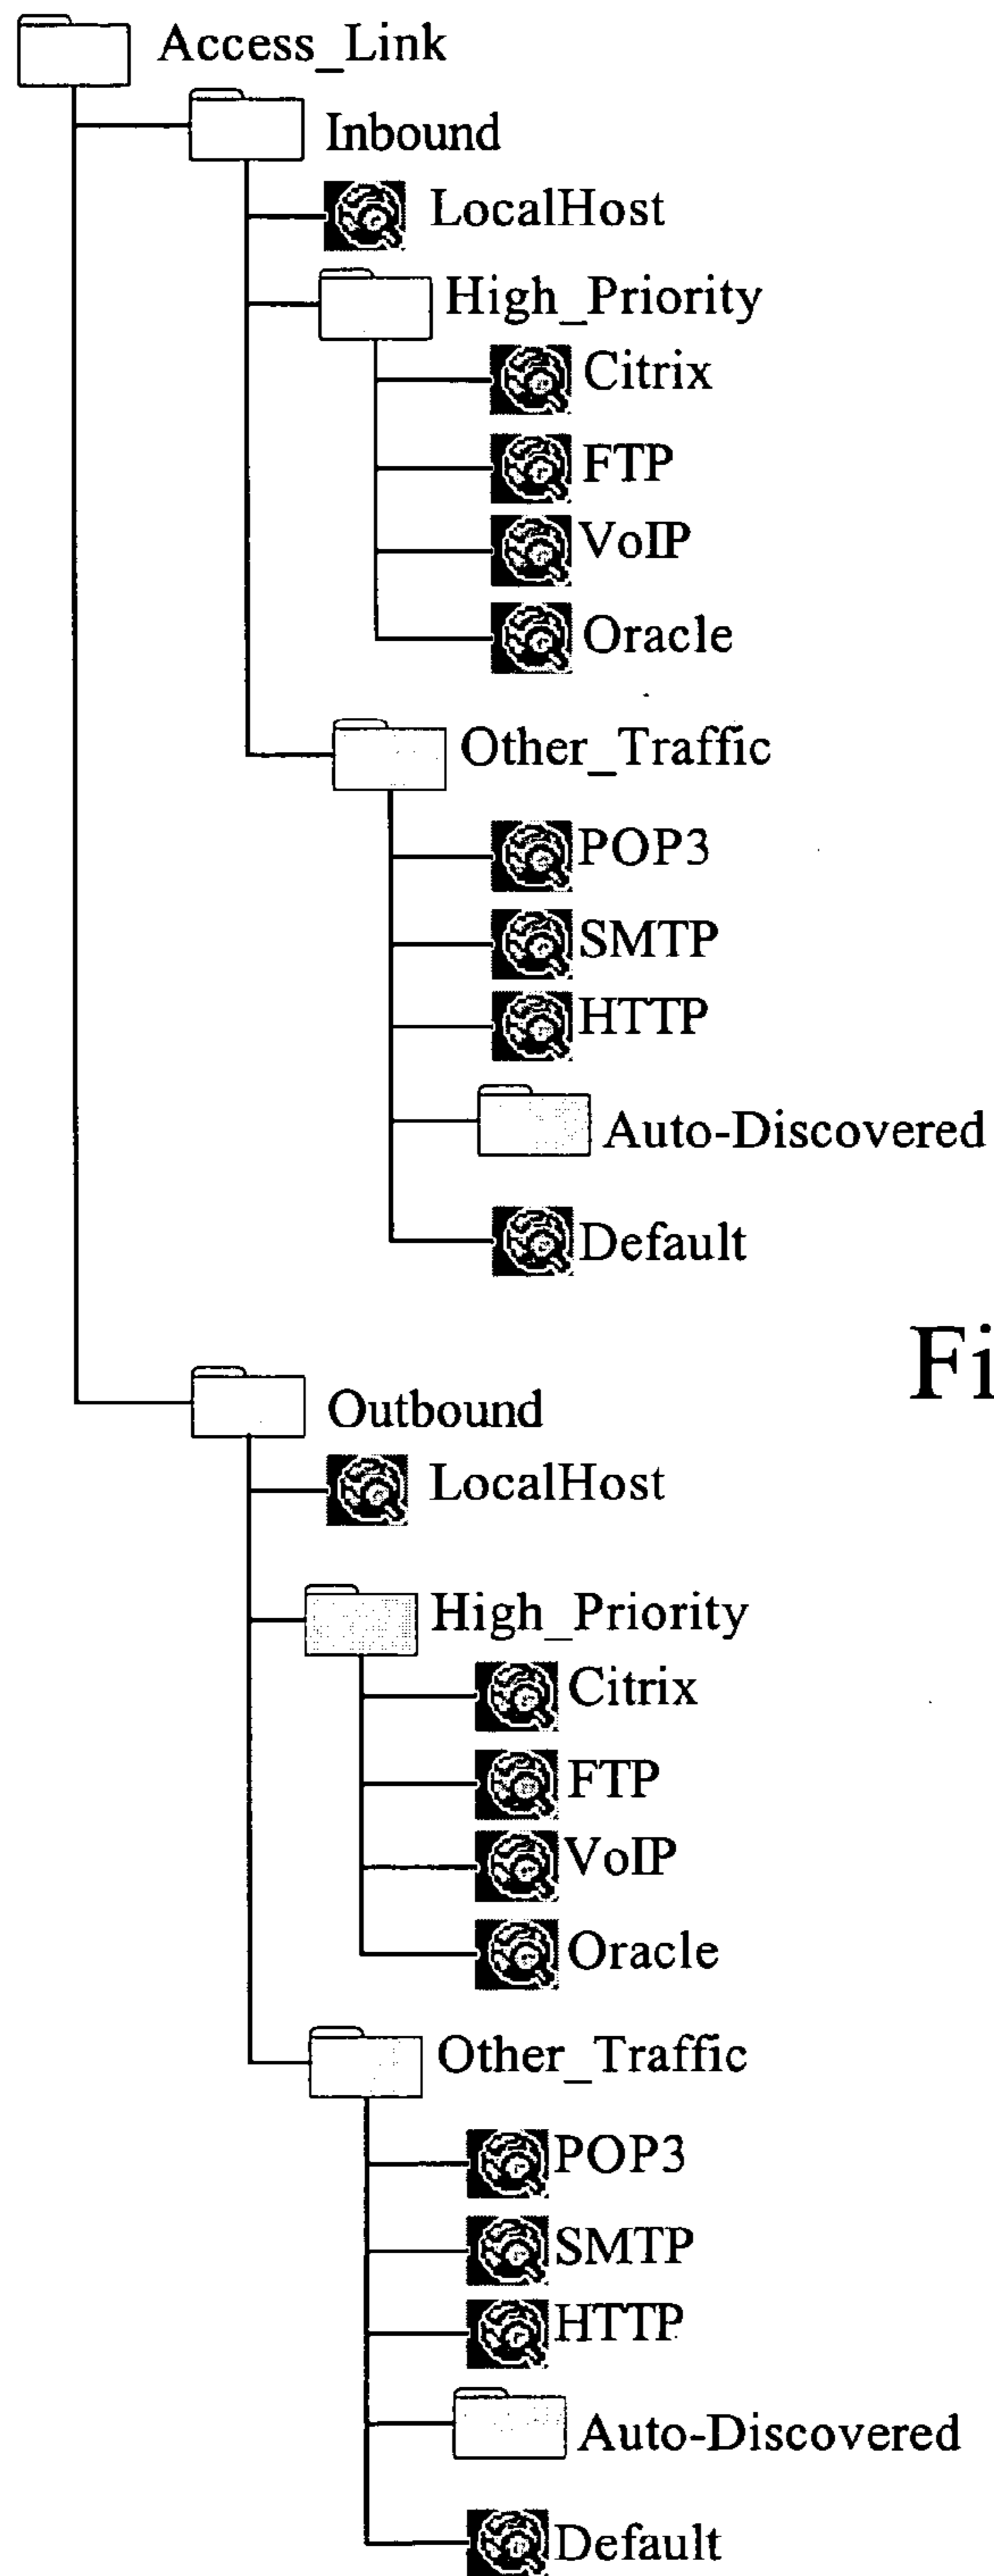 Access_Link
Inbound
LocalHost
High_Priority
Citrix
FTP
VoIP
Oracle
Other_Traffic
POP3
SMTP
HTTP
Auto-Discovered
Default
Fi
Outbound
LocalHost
High_Priority
Citrix
FTP
VoIP
Oracle
Other_Traffic
POP3
SMTP
HTTP
Auto-Discovered
Default